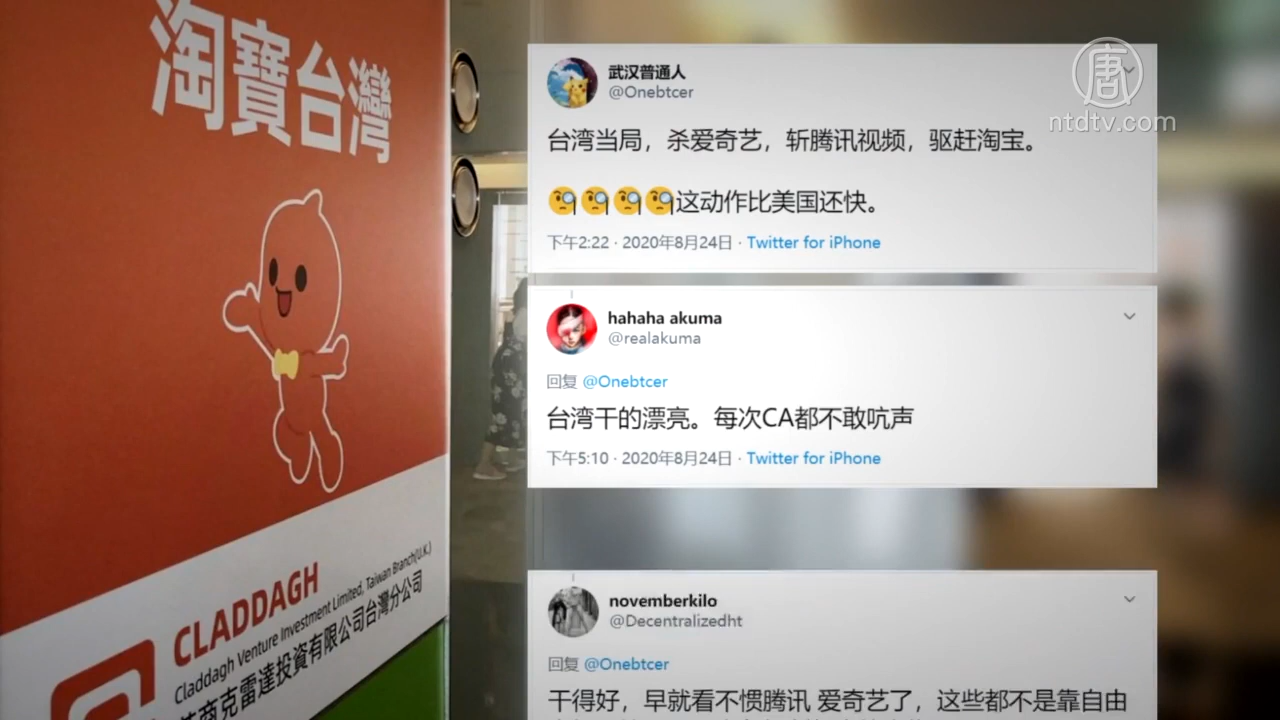 淘寶台灣
CLADDAGH
Claddagh Venture Investment Limited, Taiwan Branch(U.K.)
商克雷達投資有限公司台灣分公司
唐
ntdtv.com
武汉普通人
@Onebtcer
台湾当局，杀爱奇艺，斩腾讯视频，驱赶淘宝。
🧐🧐🧐🧐这动作比美国还快。
下午2:22 · 2020年8月24日 · Twitter for iPhone
hahaha akuma
@realakuma
回复 @Onebtcer
台湾干的漂亮。每次CA都不敢吭声
下午5:10 · 2020年8月24日 · Twitter for iPhone
novemberkilo
@Decentralizedht
回复 @Onebtcer
干得好，早就看不惯腾讯 爱奇艺了，这些都不是靠自由